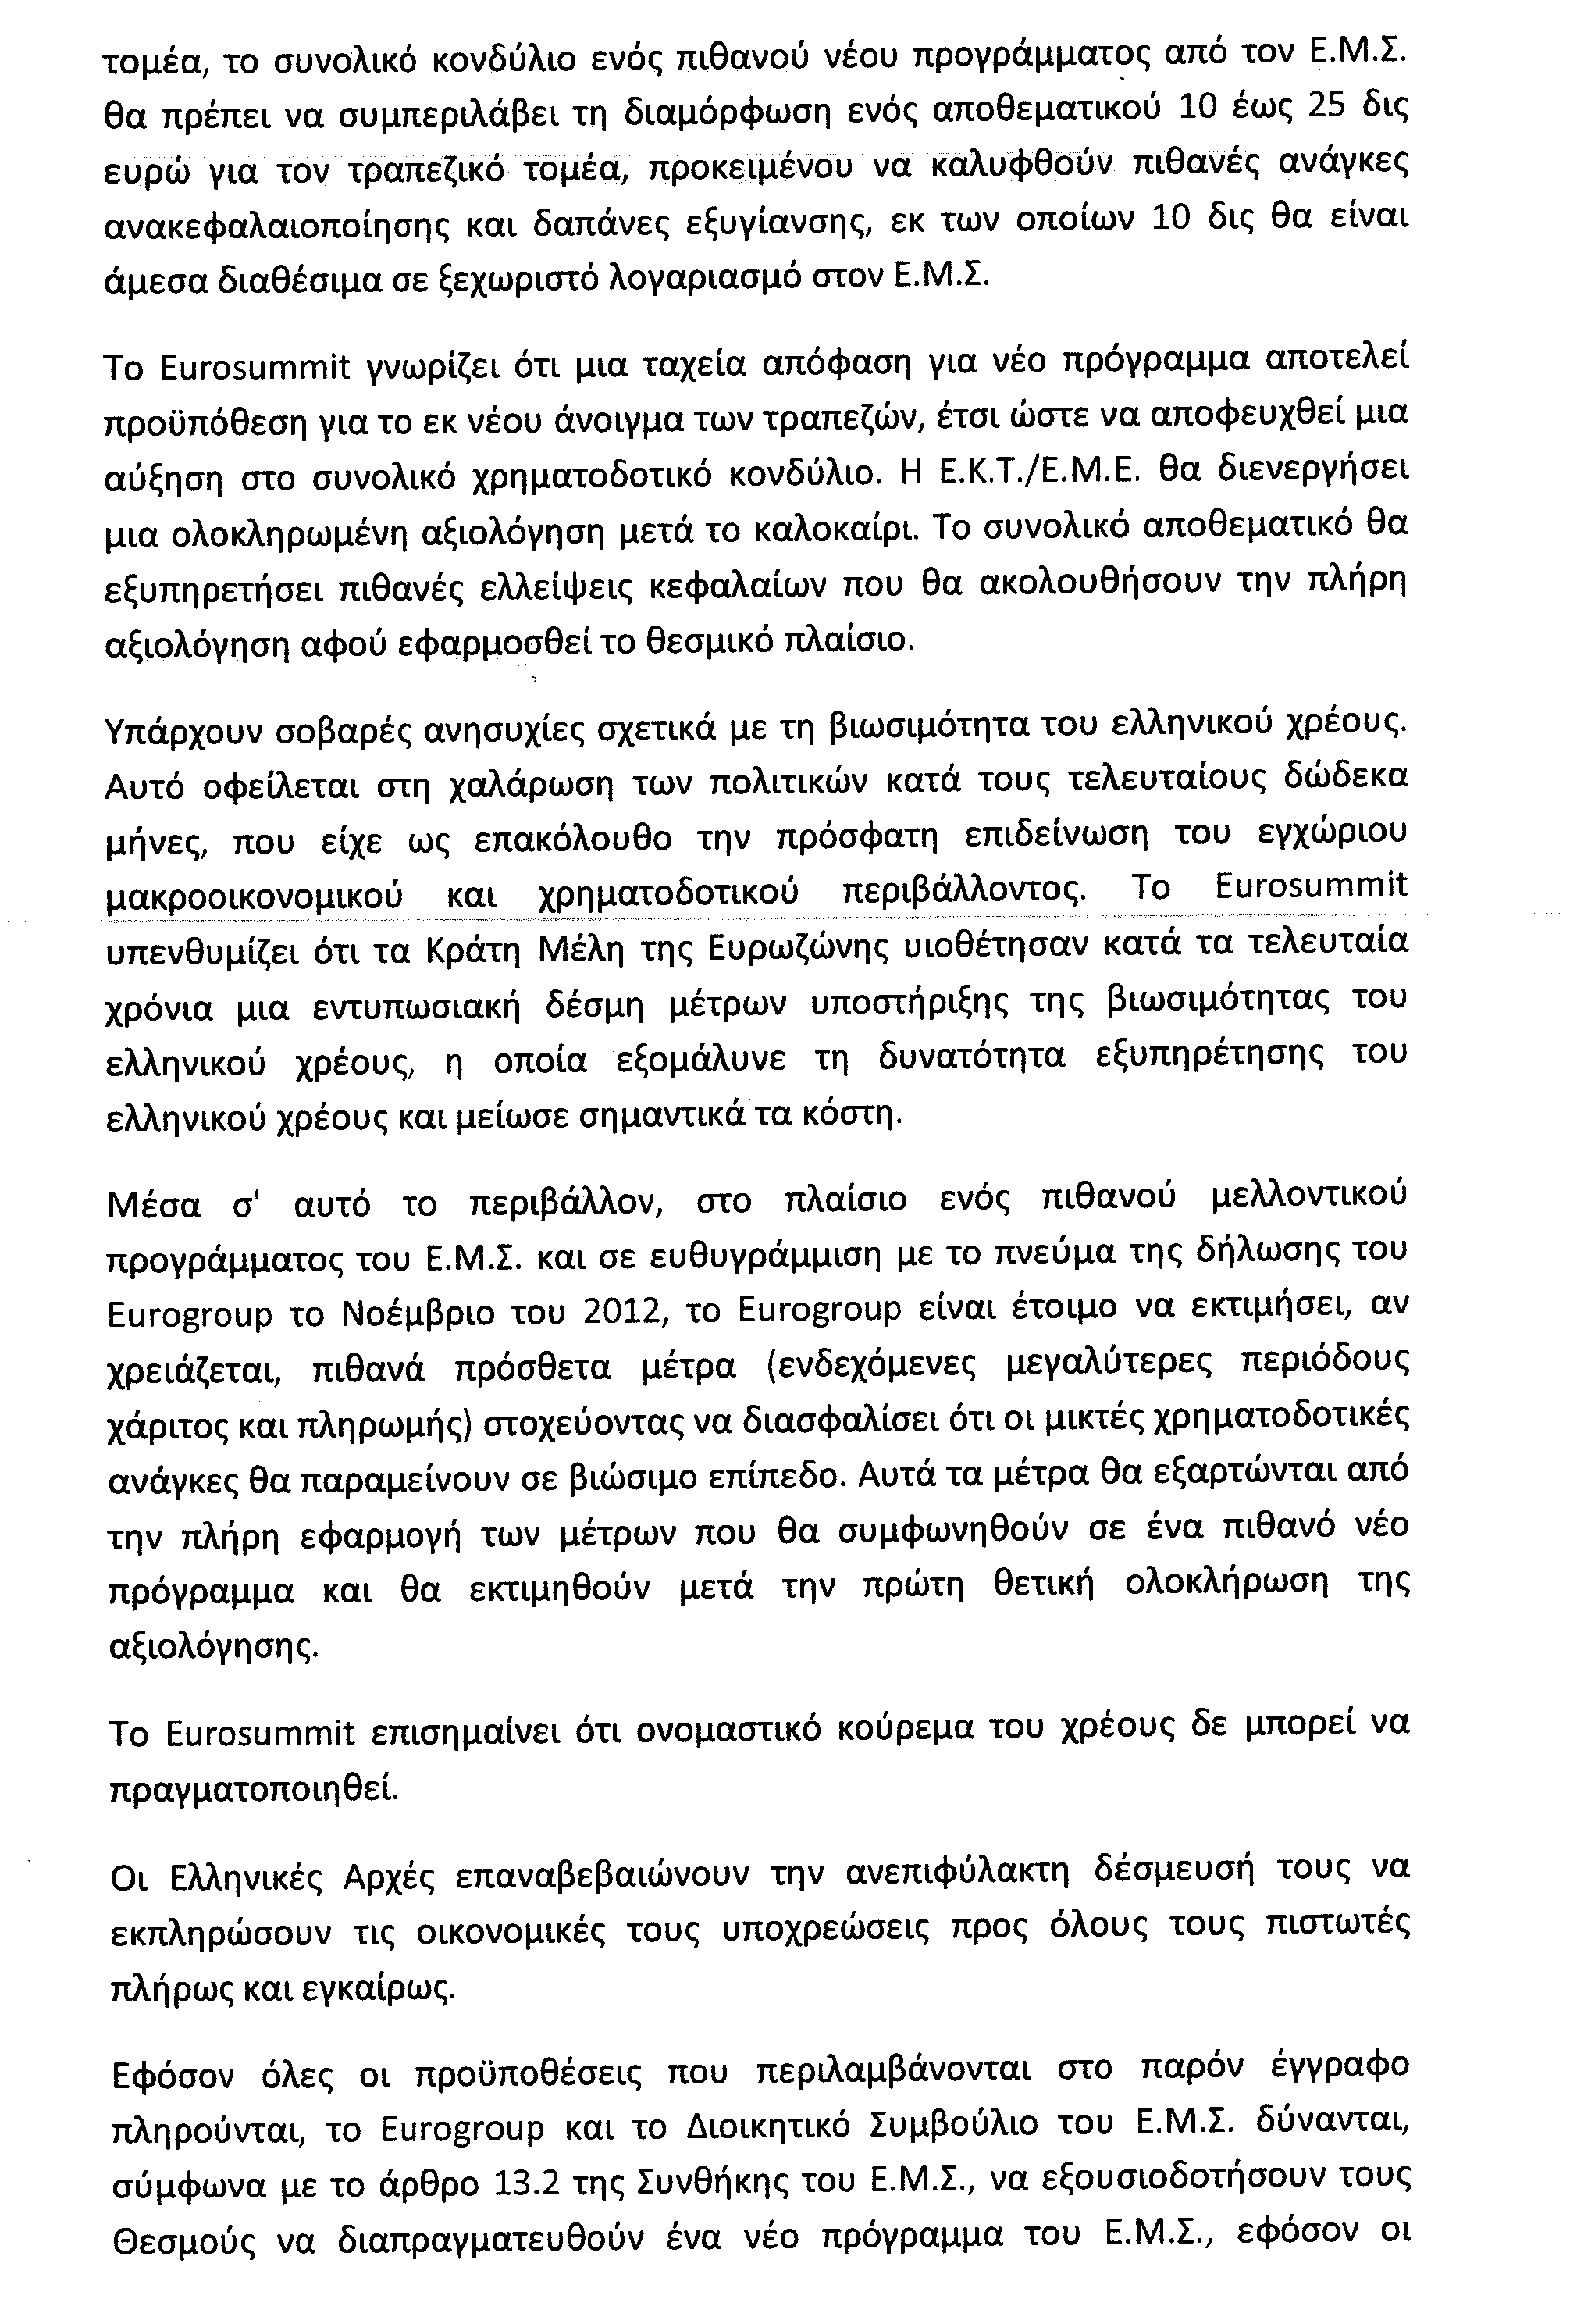 τομέα, το συνολικό κονδύλιο ενός πιθανού νέου προγράμματος από τον Ε.Μ.Σ.
θα πρέπει να συμπεριλάβει τη διαμόρφωση ενός αποθεματικού 10 έως 25 δις
ευρώ για τον τραπεζικό τομέα, προκειμένου να καλυφθούν πιθανές ανάγκες
ανακεφαλαιοποίησης και δαπάνες εξυγίανσης, εκ των οποίων 10 δις θα είναι
άμεσα διαθέσιμα σε ξεχωριστό λογαριασμό στον Ε.Μ.Σ.
Το Eurosummit γνωρίζει ότι μια ταχεία απόφαση για νέο πρόγραμμα αποτελεί
προϋπόθεση για το εκ νέου άνοιγμα των τραπεζών, έτσι ώστε να αποφευχθεί μια
αύξηση στο συνολικό χρηματοδοτικό κονδύλιο. Η Ε.Κ.Τ./Ε.Μ.Ε. θα διενεργήσει
μια ολοκληρωμένη αξιολόγηση μετά το καλοκαίρι. Το συνολικό αποθεματικό θα
εξυπηρετήσει πιθανές ελλείψεις κεφαλαίων που θα ακολουθήσουν την πλήρη
αξιολόγηση αφού εφαρμοσθεί το θεσμικό πλαίσιο.
Υπάρχουν σοβαρές ανησυχίες σχετικά με τη βιωσιμότητα του ελληνικού χρέους.
Αυτό οφείλεται στη χαλάρωση των πολιτικών κατά τους τελευταίους δώδεκα
μήνες, που είχε ως επακόλουθο την πρόσφατη επιδείνωση του εγχώριου
μακροοικονομικού και χρηματοδοτικού περιβάλλοντος. Το Eurosummit
υπενθυμίζει ότι τα Κράτη Μέλη της Ευρωζώνης υιοθέτησαν κατά τα τελευταία
χρόνια μια εντυπωσιακή δέσμη μέτρων υποστήριξης της βιωσιμότητας του
ελληνικού χρέους, η οποία εξομάλυνε τη δυνατότητα εξυπηρέτησης του
ελληνικού χρέους και μείωσε σημαντικά τα κόστη.
Μέσα σ' αυτό το περιβάλλον, στο πλαίσιο ενός πιθανού μελλοντικού
προγράμματος του Ε.Μ.Σ. και σε ευθυγράμμιση με το πνεύμα της δήλωσης του
Eurogroup το Νοέμβριο του 2012, το Eurogroup είναι έτοιμο να εκτιμήσει, αν
χρειάζεται, πιθανά πρόσθετα μέτρα (ενδεχόμενες μεγαλύτερες περιόδους
χάριτος και πληρωμής) στοχεύοντας να διασφαλίσει ότι οι μικτές χρηματοδοτικές
ανάγκες θα παραμείνουν σε βιώσιμο επίπεδο. Αυτά τα μέτρα θα εξαρτώνται από
την πλήρη εφαρμογή των μέτρων που θα συμφωνηθούν σε ένα πιθανό νέο
πρόγραμμα και θα εκτιμηθούν μετά την πρώτη θετική ολοκλήρωση της
αξιολόγησης.
Το Eurosummit επισημαίνει ότι ονομαστικό κούρεμα του χρέους δε μπορεί να
πραγματοποιηθεί.
Οι Ελληνικές Αρχές επαναβεβαιώνουν την ανεπιφύλακτη δέσμευσή τους να
εκπληρώσουν τις οικονομικές τους υποχρεώσεις προς όλους τους πιστωτές
πλήρως και εγκαίρως.
Εφόσον όλες οι προϋποθέσεις που περιλαμβάνονται στο παρόν έγγραφο
πληρούνται, το Eurogroup και το Διοικητικό Συμβούλιο του Ε.Μ.Σ. δύνανται,
σύμφωνα με το άρθρο 13.2 της Συνθήκης του Ε.Μ.Σ., να εξουσιοδοτήσουν τους
Θεσμούς να διαπραγματευθούν ένα νέο πρόγραμμα του Ε.Μ.Σ., εφόσον οι